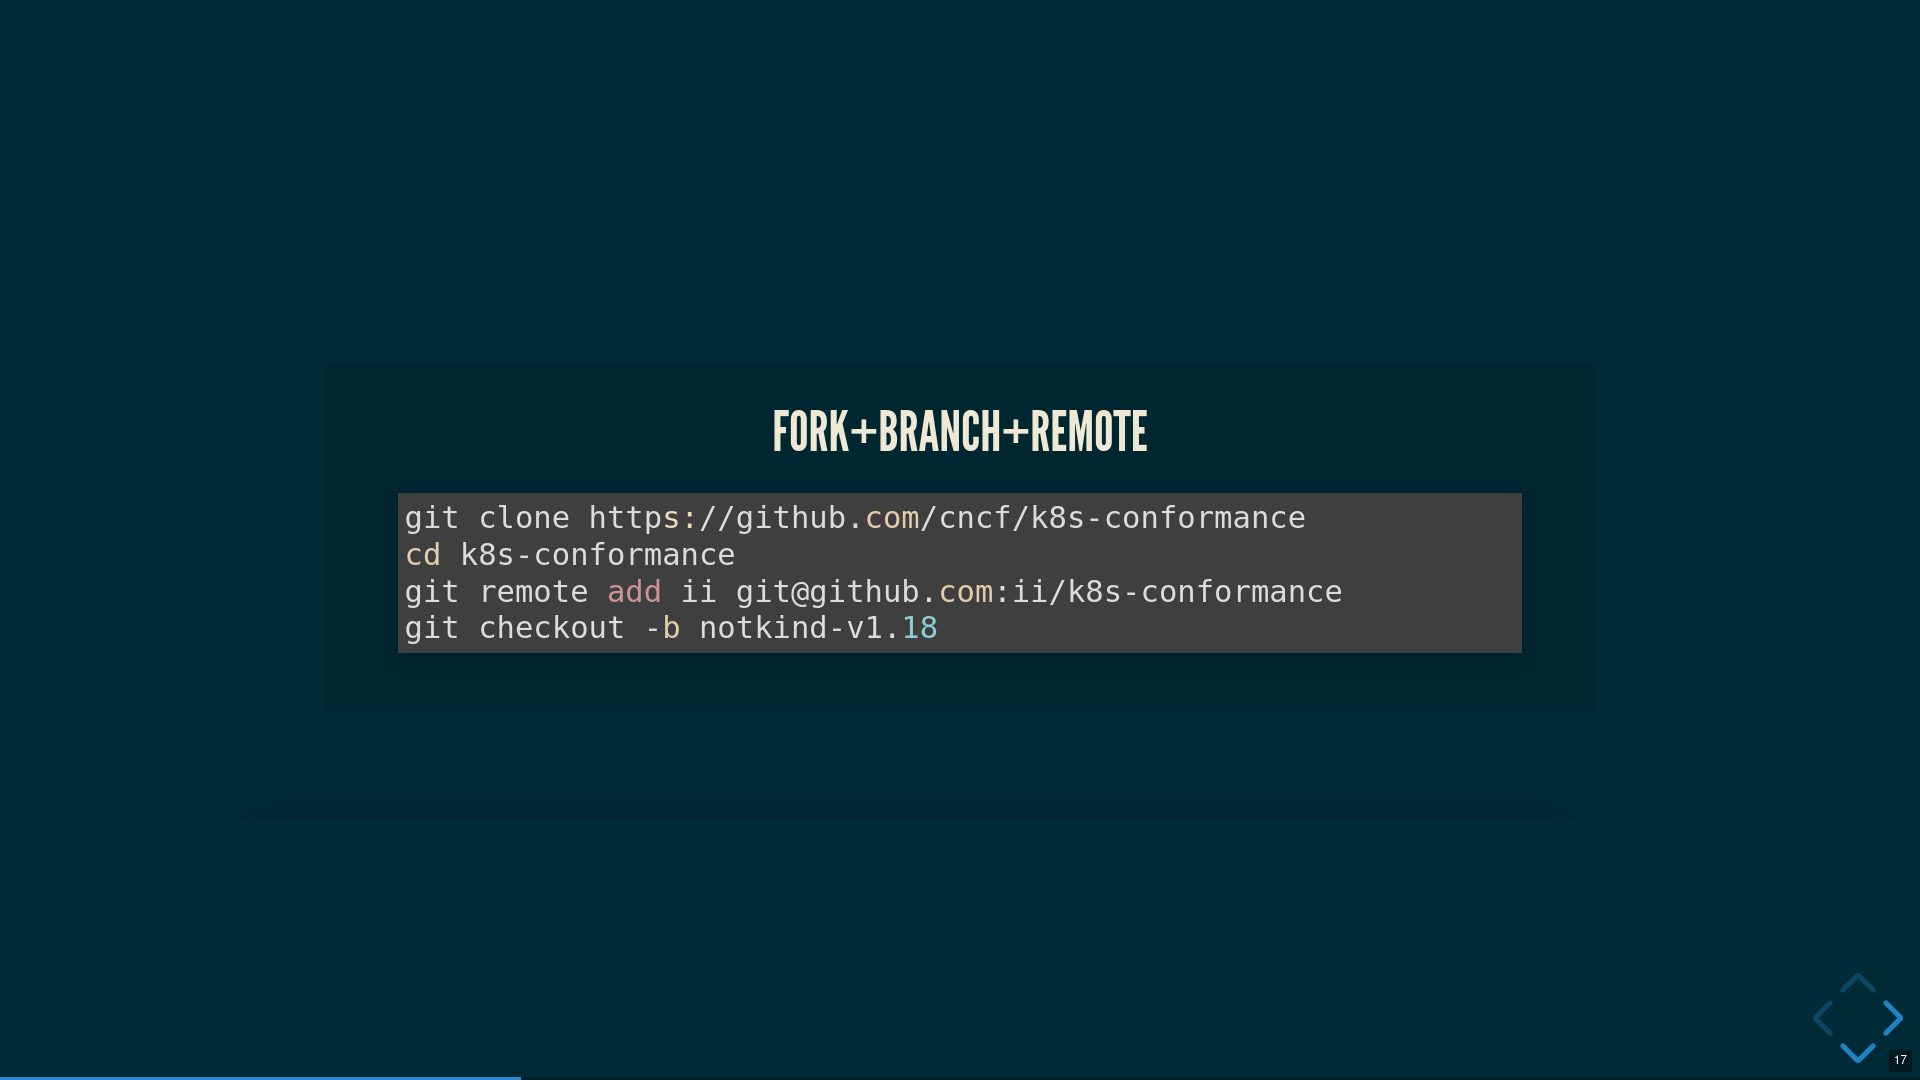 FORK+BRANCH+REMOTE
git clone https://github.com/cncf/k8s-conformance
cd k8s-conformance
git remote add ii git@github.com:ii/k8s-conformance
git checkout -b notkind-v1.18
17